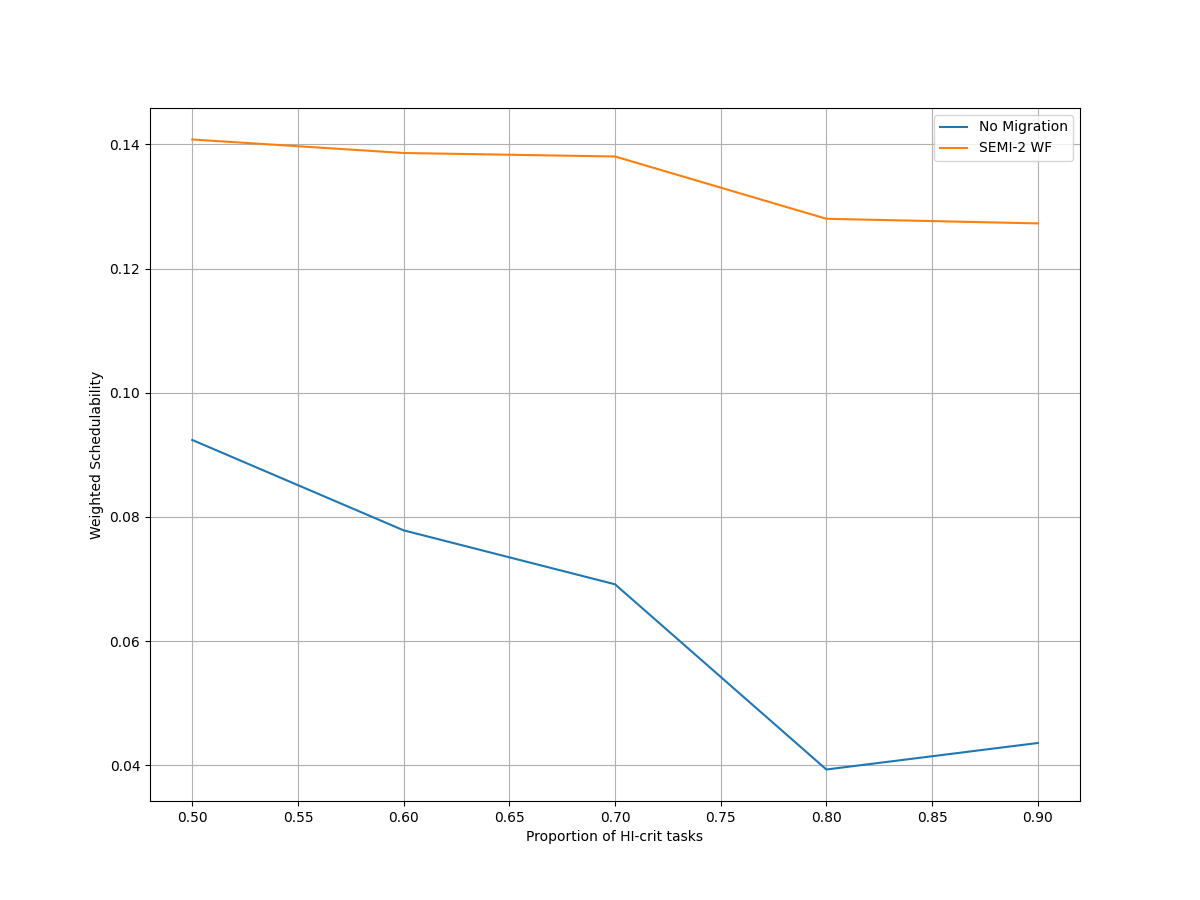 No Migration
SEMI-2 WF
0.14
0.12
0.10
0.08
0.06
0.04
Weighted Schedulability
0.50 0.55 0.60 0.65 0.70 0.75 0.80 0.85 0.90
Proportion of HI-crit tasks